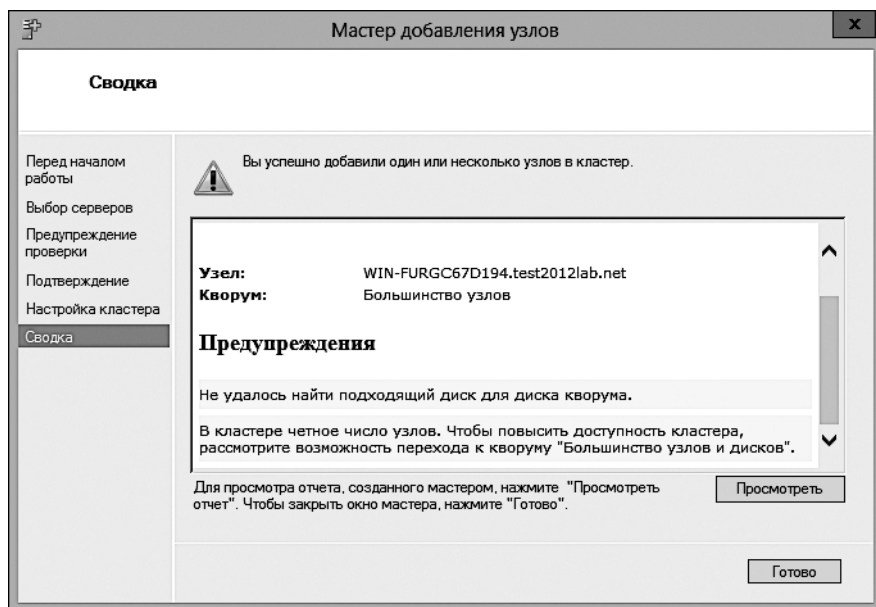 Мастер добавления узлов
x
Сводка
Перед началом
работы
Выбор серверов
Предупреждение
проверки
Подтверждение
Настройка кластера
Сводка
Вы успешно добавили один или несколько узлов в кластер.
Узел: WIN-FURGC67D194.test2012lab.net
Кворум: Большинство узлов
Предупреждения
Не удалось найти подходящий диск для диска кворума.
В кластере четное число узлов. Чтобы повысить доступность кластера,
рассмотрите возможность перехода к кворуму "Большинство узлов и дисков".
Для просмотра отчета, созданного мастером, нажмите "Просмотреть
отчет". Чтобы закрыть окно мастера, нажмите "Готово".
Просмотреть
Готово